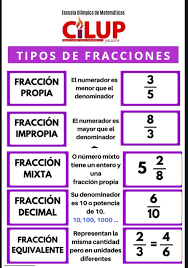 Escuela Olímpica de Matemáticas
CiLUP
TIPOS DE FRACCIONES
FRACCIÓN
PROPIA
El numerador es
menor que el
denominador
3
5
FRACCIÓN
IMPROPIA
El numerador es
mayor que el
denominador
8
3
FRACCIÓN
MIXTA
O número mixto
tiene un entero y
una fracción
propia
5 2
8
FRACCIÓN
DECIMAL
Su denominador
es 10 o potencia
de 10.
10,100, 1000 ...
6
10
FRACCIÓN
EQUIVALENTE
Representan la
misma cantidad
pero en unidades
diferentes
2 = 4
3 6